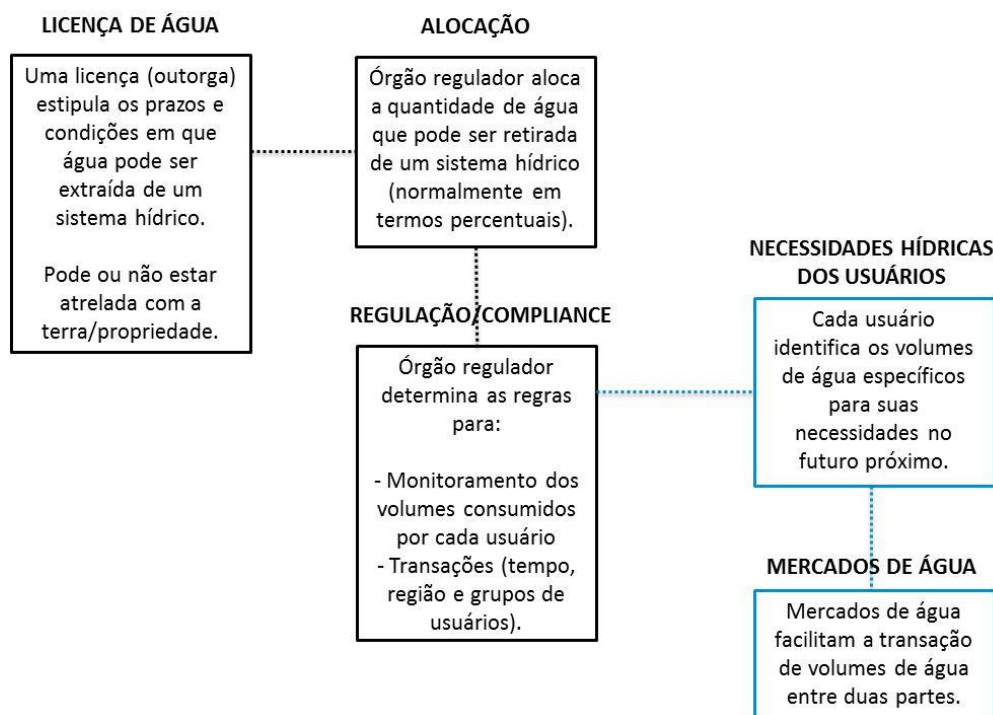 LICENÇA DE ÁGUA
Uma licença (outorga)
estipula os prazos e
condições em que
água pode ser
extraída de um
sistema hídrico.
Pode ou não estar
atrelada com a
terra/propriedade.
ALOCAÇÃO
Órgão regulador aloca
a quantidade de água
que pode ser retirada
de um sistema hídrico
(normalmente em
termos percentuais).
REGULAÇÃO/COMPLIANCE
Órgão regulador
determina as regras
para:
- Monitoramento dos
volumes consumidos
por cada usuário
- Transações (tempo,
região e grupos de
usuários).
NECESSIDADES HÍDRICAS
DOS USUÁRIOS
Cada usuário
identifica os volumes
de água específicos
para suas
necessidades no
futuro próximo.
MERCADOS DE ÁGUA
Mercados de água
facilitam a transação
de volumes de água
entre duas partes.